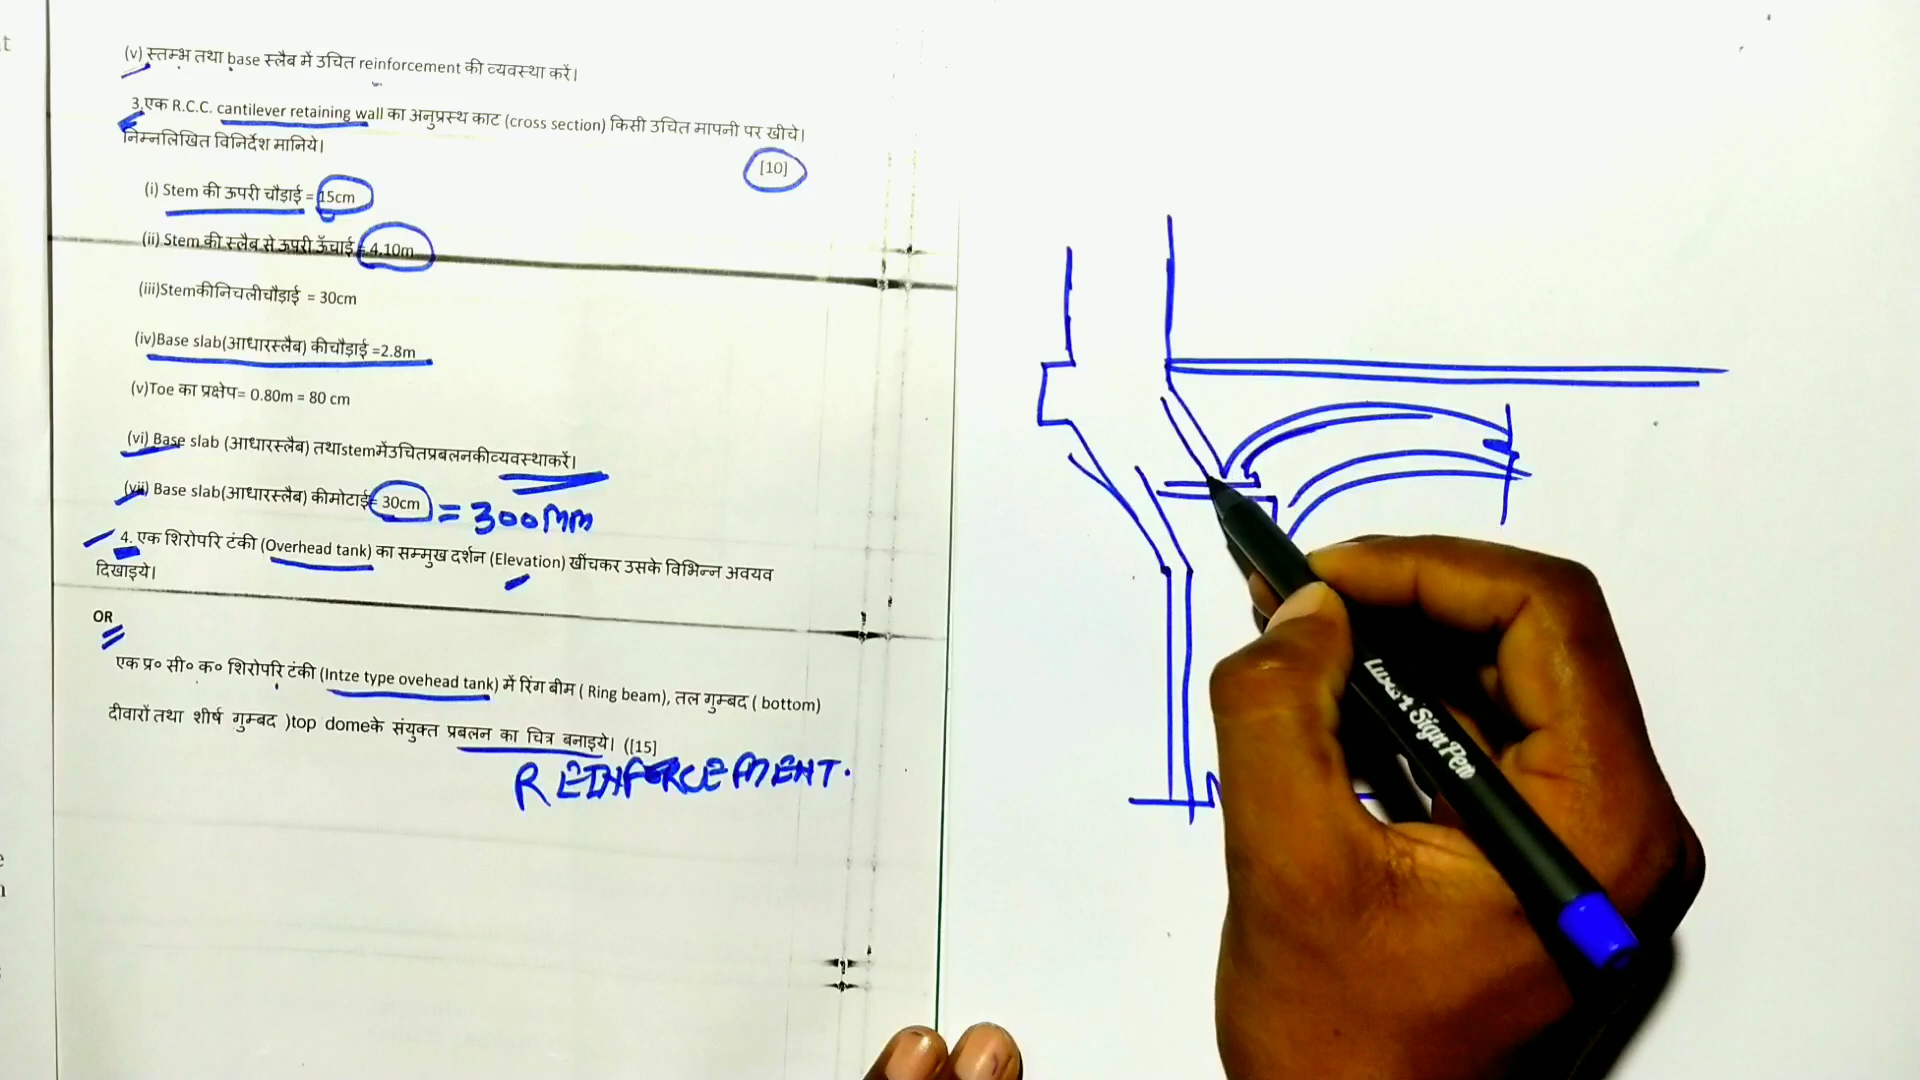 (v) स्तम्भ तथा base स्लैब में उचित reinforcement की व्यवस्था करें।
3.एक R.C.C. cantilever retaining wall का अनुप्रस्थ काट (cross section) किसी उचित मापनी पर खीचे।
निम्नलिखित विनिर्देश मानिये।
[10]
(i) Stem की ऊपरी चौड़ाई = 15cm
(ii) Stem की स्लैब से ऊपरी ऊँचाई = 4.10m
(iii)Stemकीनिचलीचौड़ाई = 30cm
(iv)Base slab(आधारस्लैब) कीचौड़ाई =2.8m
(v)Toe का प्रक्षेप= 0.80m = 80 cm
(vi) Base slab (आधारस्लैब) तथाstemमेंउचितप्रबलनकीव्यवस्थाकरें।
(vii) Base slab(आधारस्लैब) कीमोटाई= 30cm = 300MM
4. एक शिरोपरि टंकी (Overhead tank) का सम्मुख दर्शन (Elevation) खींचकर उसके विभिन्न अवयव
दिखाइये।
OR
एक प्र० सी० क० शिरोपरि टंकी (Intze type ovehead tank) में रिंग बीम ( Ring beam), तल गुम्बद ( bottom)
दीवारों तथा शीर्ष गुम्बद )top domeके संयुक्त प्रबलन का चित्र बनाइये। ([15]
REINFORCEMENT.
Luxor Sign Pen